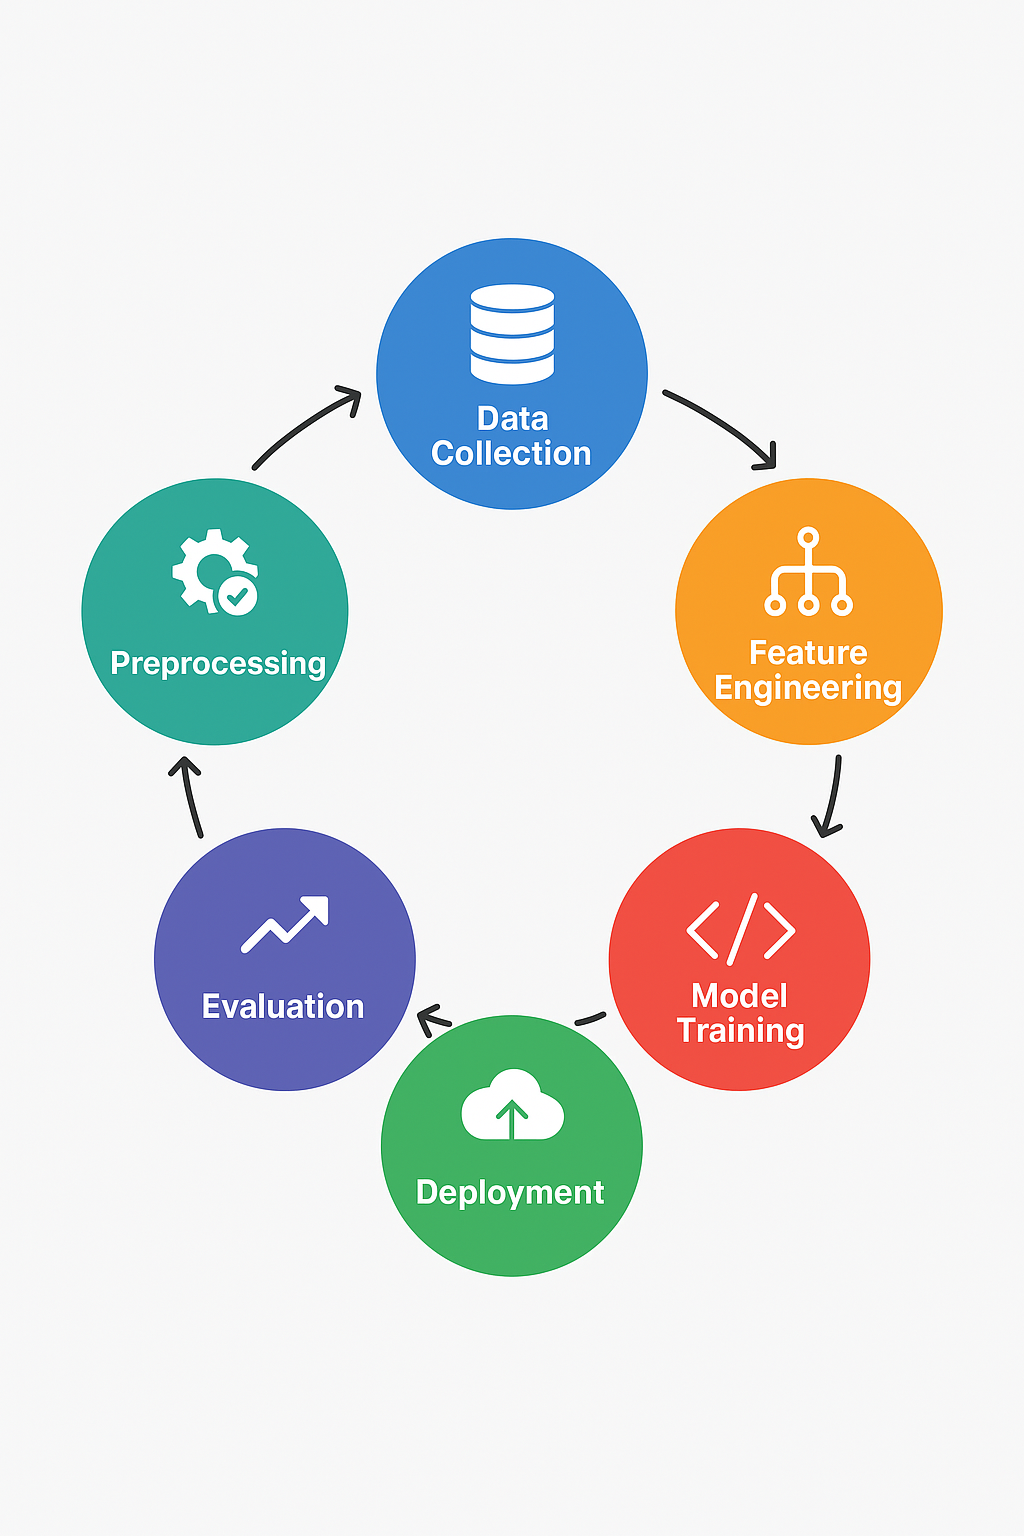 Data
Collection
Feature
Engineering
Model
Training
Deployment
Evaluation
Preprocessing